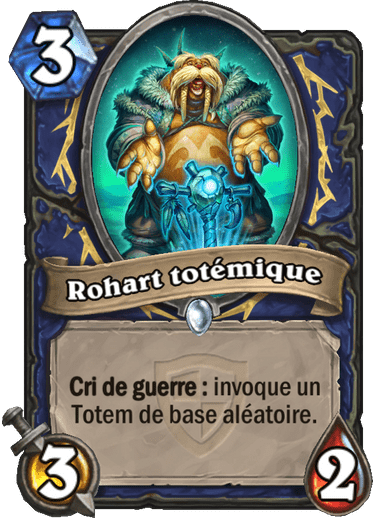 3
Rohart totémique
Cri de guerre : invoque un
Totem de base aléatoire.
3
2